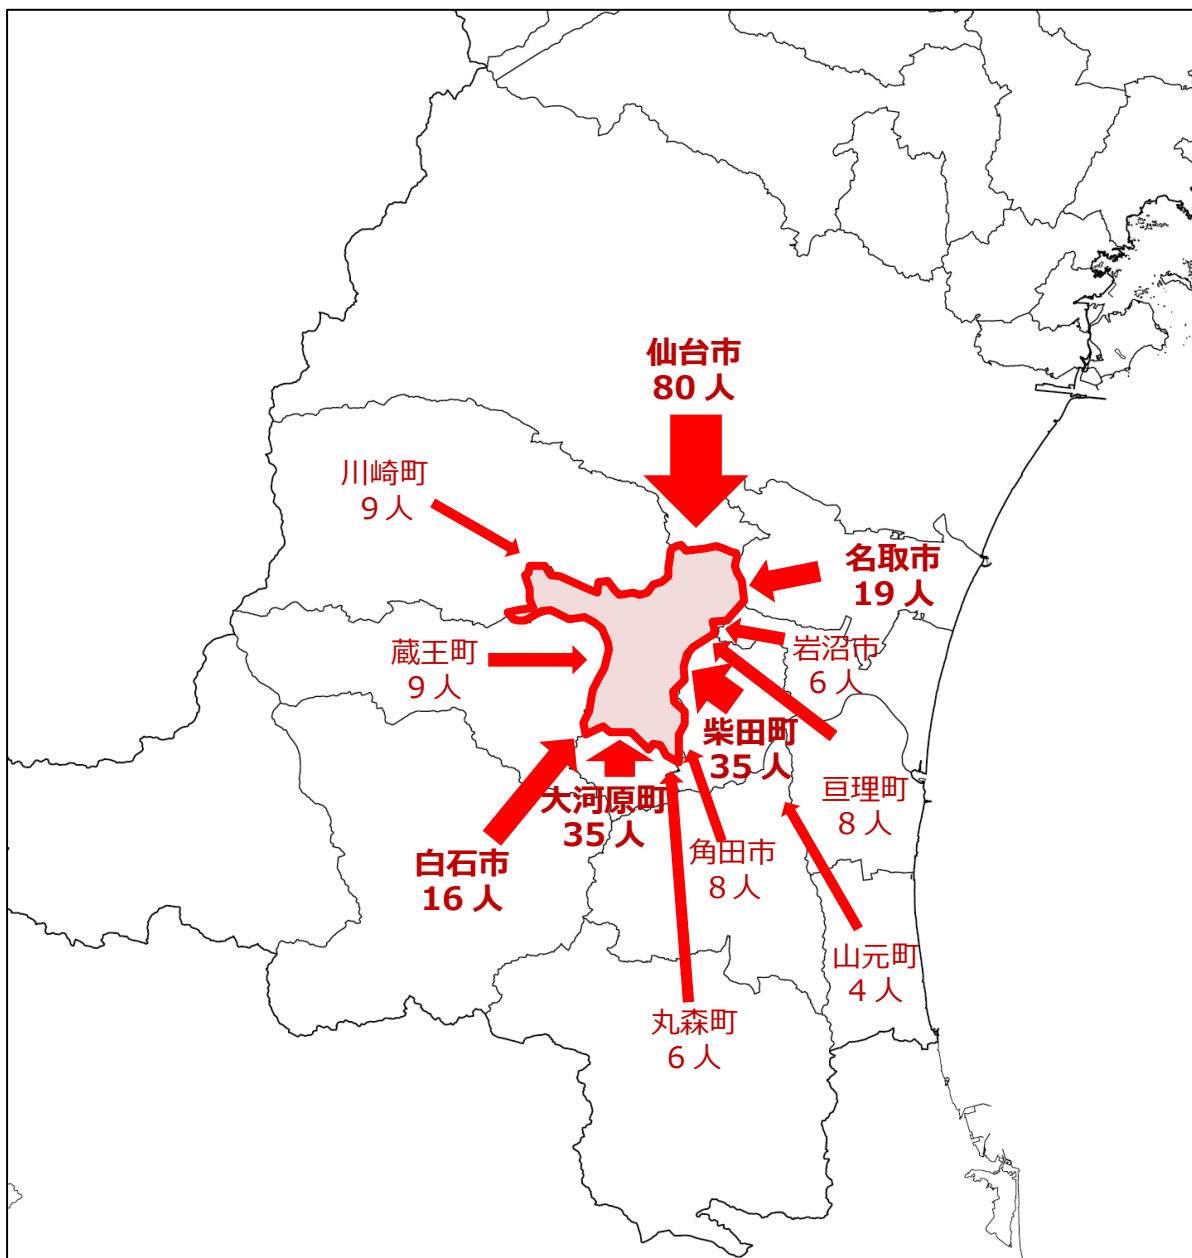 仙台市
80 人
川崎町
9 人
名取市
19 人
蔵王町
9 人
岩沼市
6 人
柴田町
35 人
亘理町
8 人
大河原町
35 人
角田市
8 人
白石市
16 人
山元町
4 人
丸森町
6 人